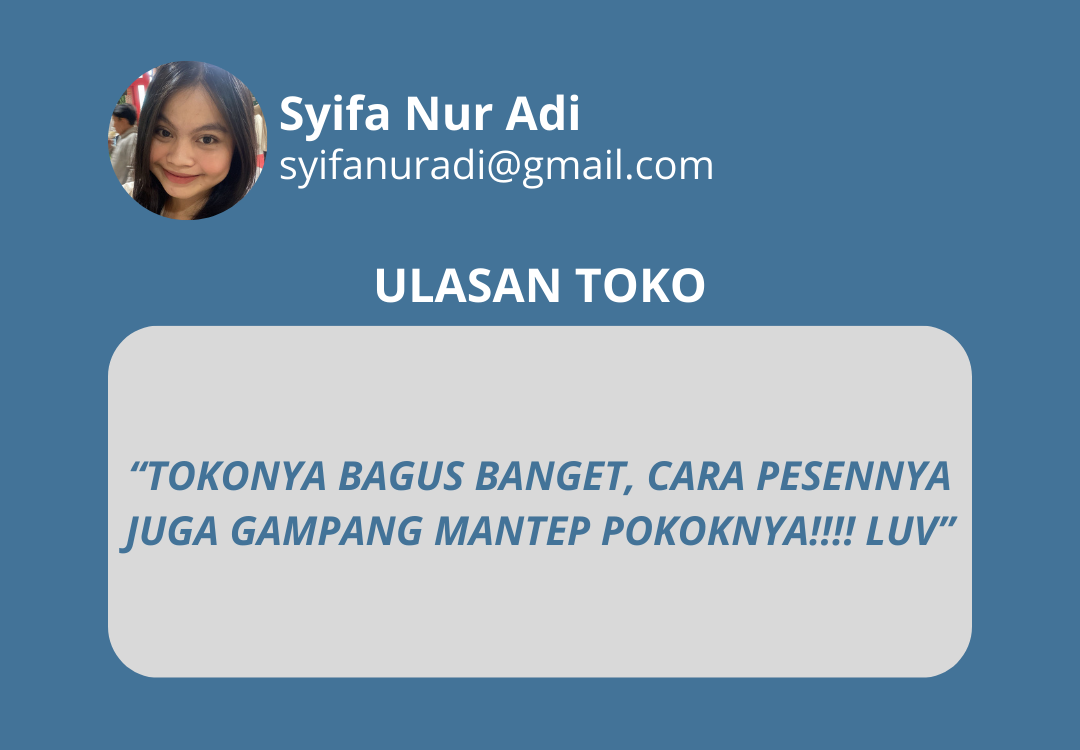 Syifa Nur Adi
syifanuradi@gmail.com
ULASAN TOKO
“TOKONYA BAGUS BANGET, CARA PESENNYA
JUGA GAMPANG MANTEP POKOKNYA!!!! LUV”